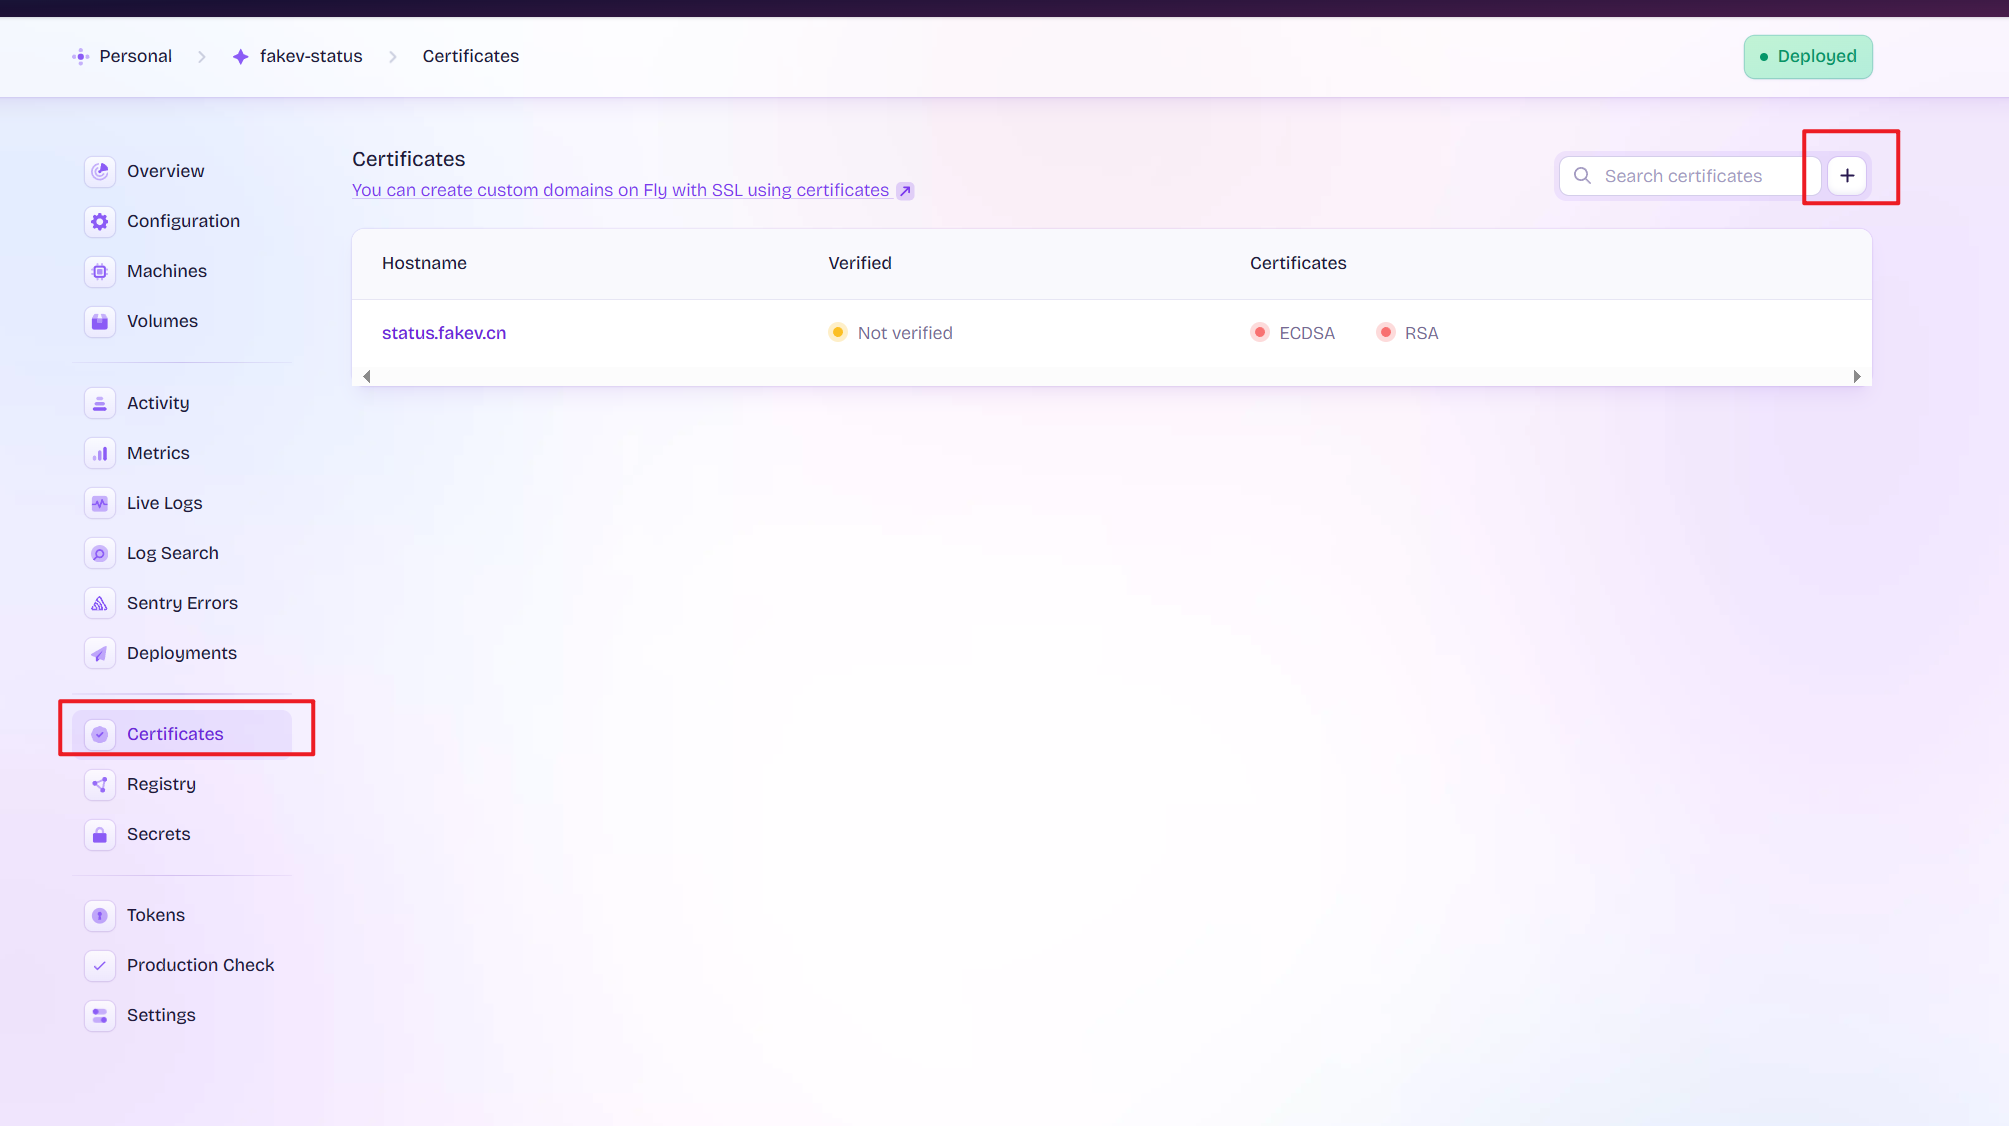 Personal
fakev-status
Certificates
Deployed
Overview
Configuration
Machines
Volumes
Activity
Metrics
Live Logs
Log Search
Sentry Errors
Deployments
Certificates
Registry
Secrets
Tokens
Production Check
Settings
Certificates
You can create custom domains on Fly with SSL using certificates
Search certificates
Hostname Verified Certificates
status.fakev.cn Not verified ECDSA RSA